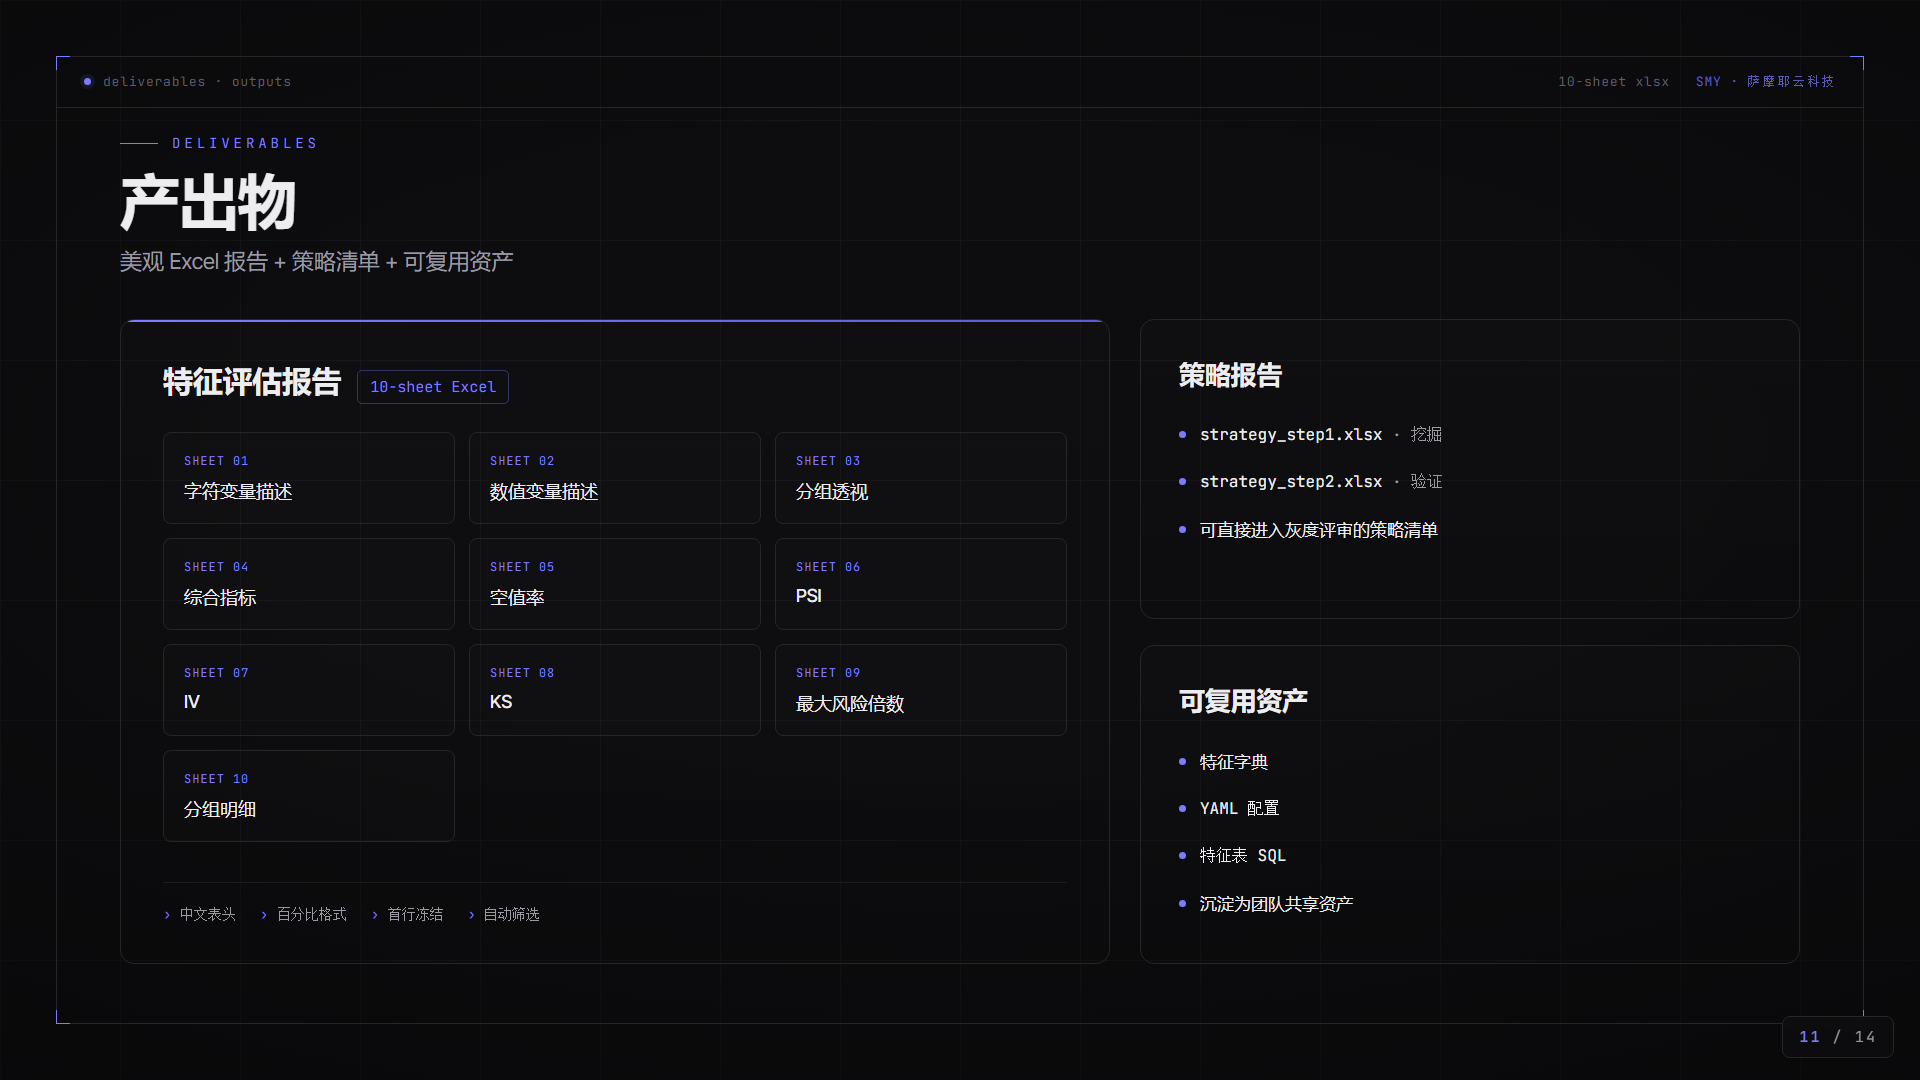 deliverables · outputs
10-sheet xlsx SMY · 萨摩耶云科技
DELIVERABLES
产出物
美观 Excel 报告 + 策略清单 + 可复用资产
特征评估报告 10-sheet Excel
SHEET 01
字符变量描述
SHEET 02
数值变量描述
SHEET 03
分组透视
SHEET 04
综合指标
SHEET 05
空值率
SHEET 06
PSI
SHEET 07
IV
SHEET 08
KS
SHEET 09
最大风险倍数
SHEET 10
分组明细
› 中文表头 › 百分比格式 › 首行冻结 › 自动筛选
策略报告
strategy_step1.xlsx · 挖掘
strategy_step2.xlsx · 验证
可直接进入灰度评审的策略清单
可复用资产
特征字典
YAML 配置
特征表 SQL
沉淀为团队共享资产
11 / 14